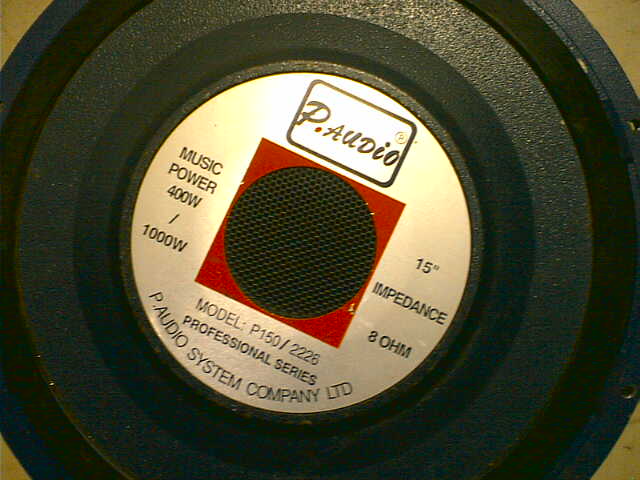 P.AUDIO®
MUSIC
POWER
400W
/
1000W
15"
IMPEDANCE
8 OHM
MODEL: P150/2226
PROFESSIONAL SERIES
P.AUDIO SYSTEM COMPANY LTD